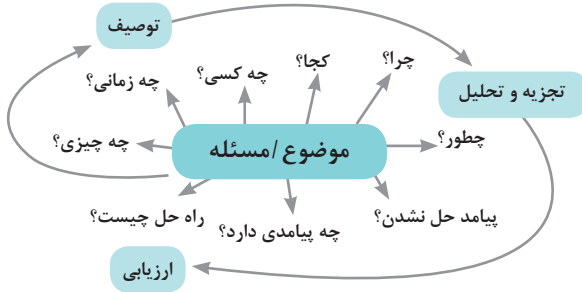 توصیف
چرا؟
کجا؟
چه کسی؟
چه زمانی؟
تجزیه و تحلیل
چطور؟
موضوع/مسئله
چه چیزی؟
پیامد حل نشدن؟
چه پیامدی دارد؟
راه حل چیست؟
ارزیابی